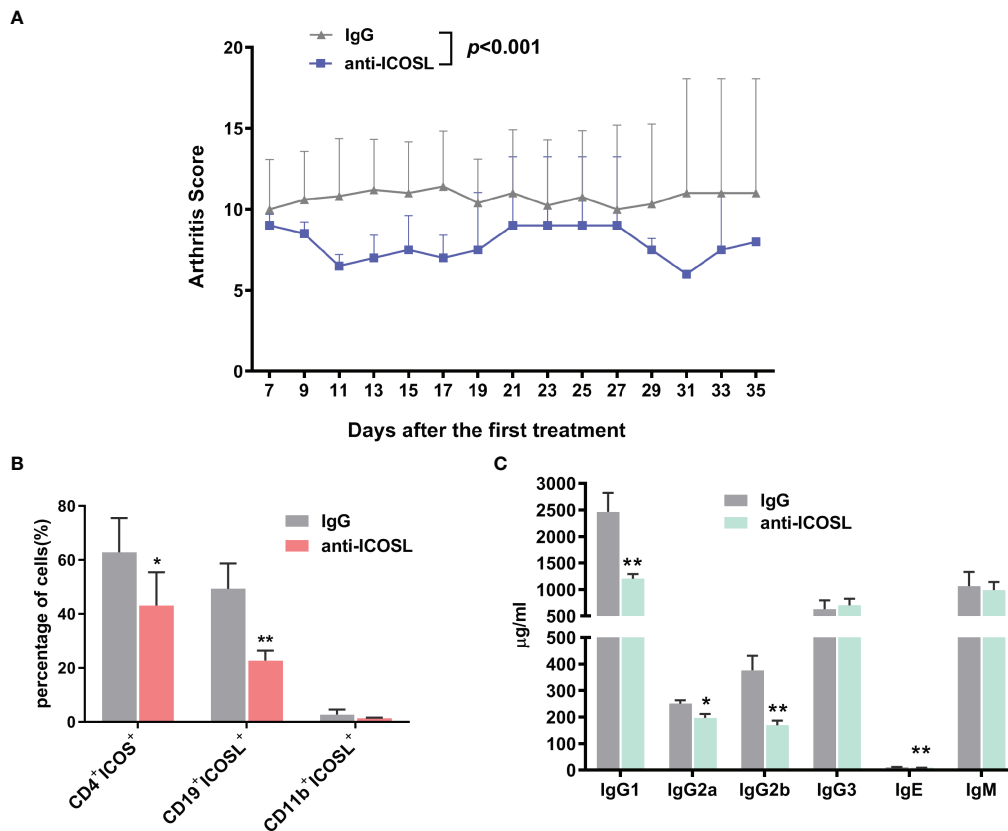 A
IgG
anti-ICOSL
p<0.001
20
15
10
5
0
Arthritis Score
7 9 11 13 15 17 19 21 23 25 27 29 31 33 35
Days after the first treatment
B
80
60
40
20
0
percentage of cells(%)
IgG
anti-ICOSL
*
**
CD4⁺ICOS⁺
CD19⁺ICOSL⁺
CD11b⁺ICOSL⁺
C
3000
2500
2000
1500
1000
500
500
400
300
200
100
0
μg/ml
IgG
anti-ICOSL
**
*
**
**
IgG1 IgG2a IgG2b IgG3 IgE IgM